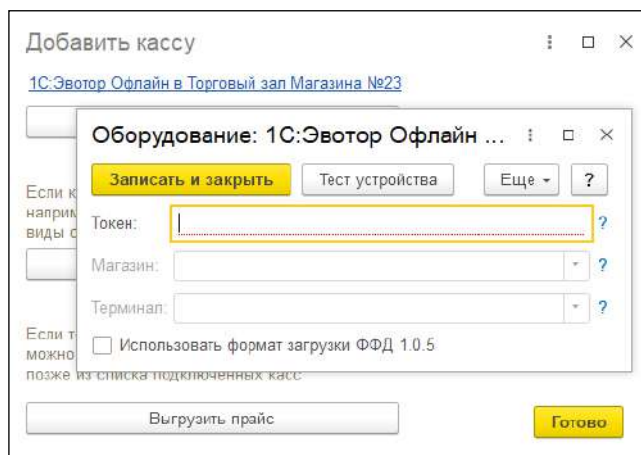 Добавить кассу
1С:Эвотор Офлайн в Торговый зал Магазина №23
Оборудование: 1С:Эвотор Офлайн ...
Записать и закрыть Тест устройства Еще ?
Если к
наприм
виды с
Токен: ?
Магазин: ?
Терминал: ?
Если т
можно
Использовать формат загрузки ФФД 1.0.5
позже из списка подключенных касс
Выгрузить прайс Готово